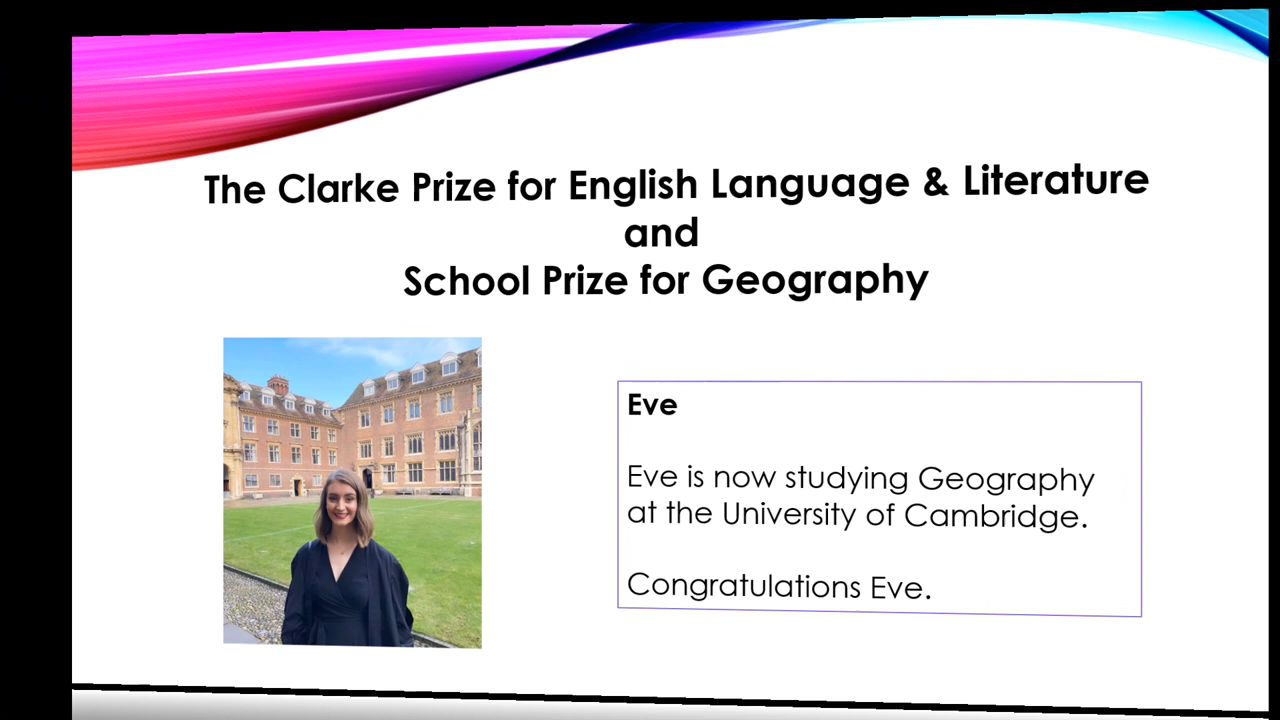 The Clarke Prize for English Language & Literature
and
School Prize for Geography
Eve
Eve is now studying Geography
at the University of Cambridge.
Congratulations Eve.